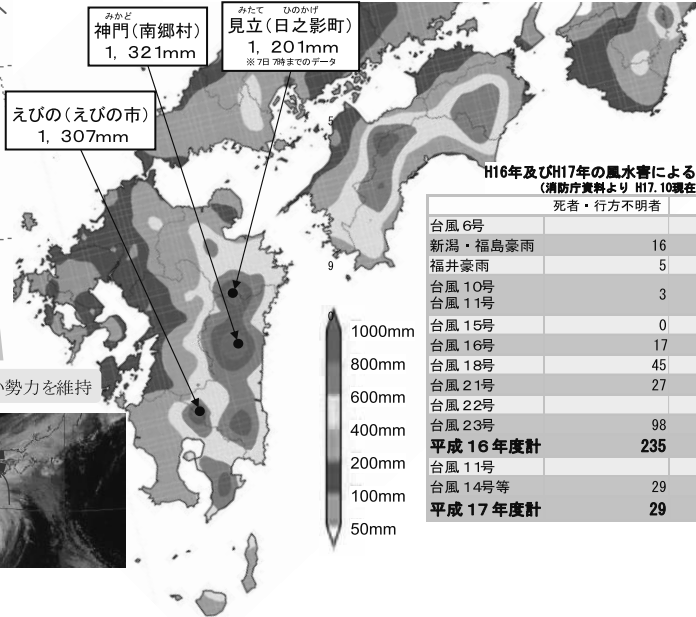 みかど
神門（南郷村）
1，321mm
みたて ひのかげ
見立（日之影町）
1，201mm
※7日7時までのデータ
えびの（えびの市）
1，307mm
5
9
0
1000mm
800mm
600mm
400mm
200mm
100mm
50mm
い勢力を維持
H16年及びH17年の風水害による
（消防庁資料より H17.10現在
死者・行方不明者
台風6号
新潟・福島豪雨 16
福井豪雨 5
台風10号
台風11号 3
台風15号 0
台風16号 17
台風18号 45
台風21号 27
台風22号
台風23号 98
平成16年度計 235
台風11号
台風14号等 29
平成17年度計 29